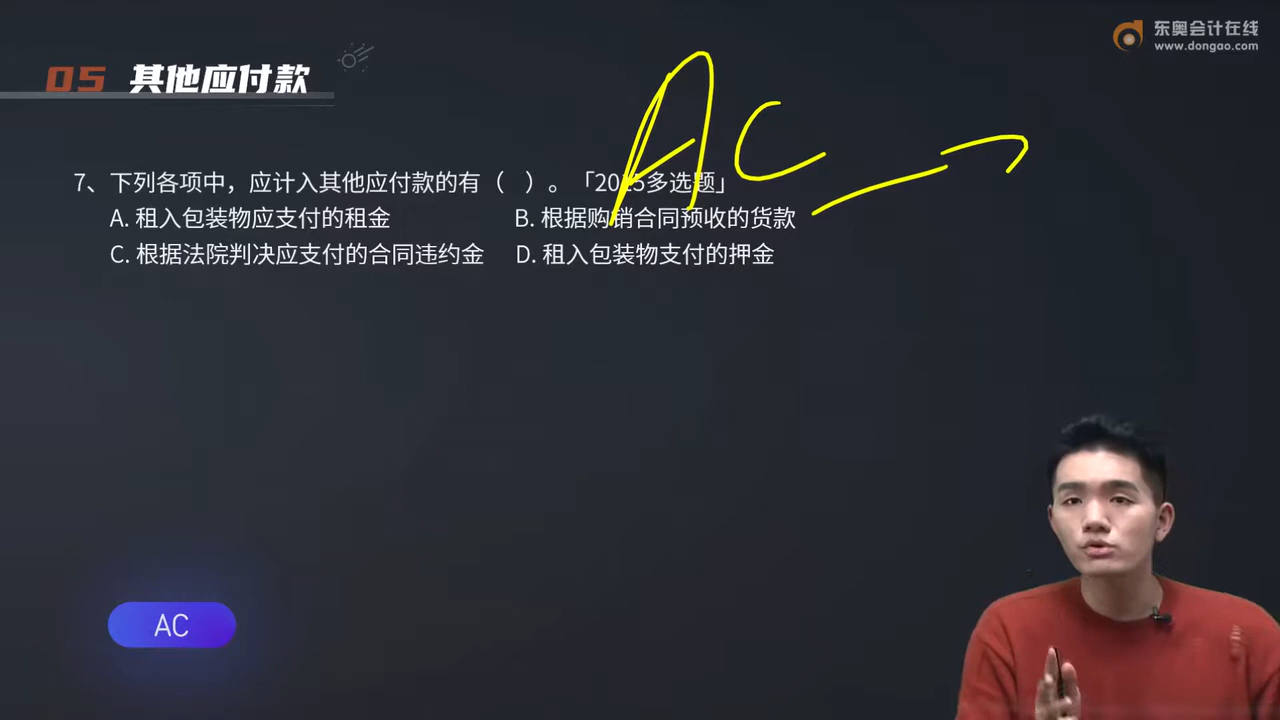 东奥会计在线
www.dongao.com
05 其他应付款
AC
7、下列各项中，应计入其他应付款的有（ ）。「2025多选题」
A. 租入包装物应支付的租金 B. 根据购销合同预收的货款
C. 根据法院判决应支付的合同违约金 D. 租入包装物支付的押金
AC